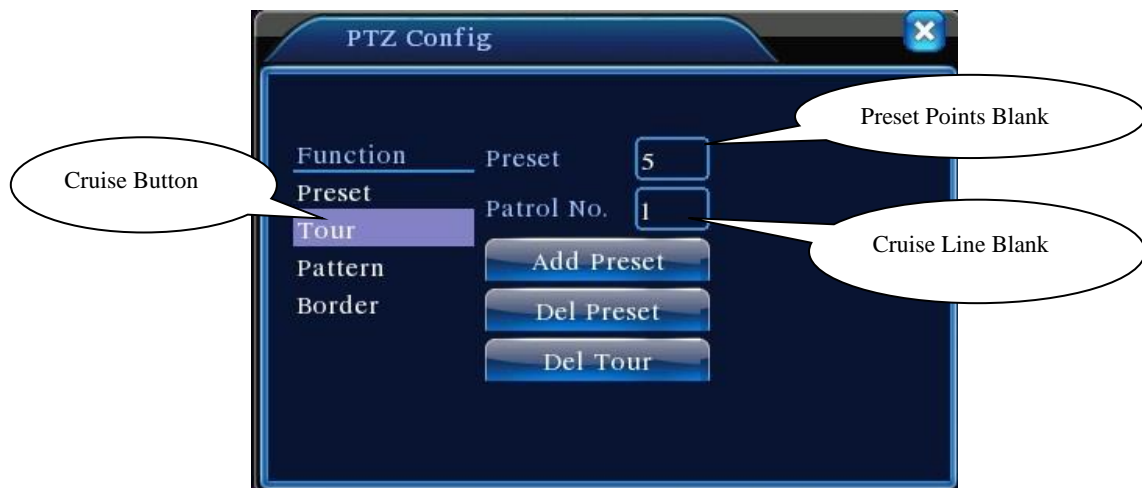 PTZ Config
Preset Points Blank
Cruise Button
Function
Preset 5
Preset
Patrol No. 1
Tour
Cruise Line Blank
Add Preset
Pattern
Border
Del Preset
Del Tour